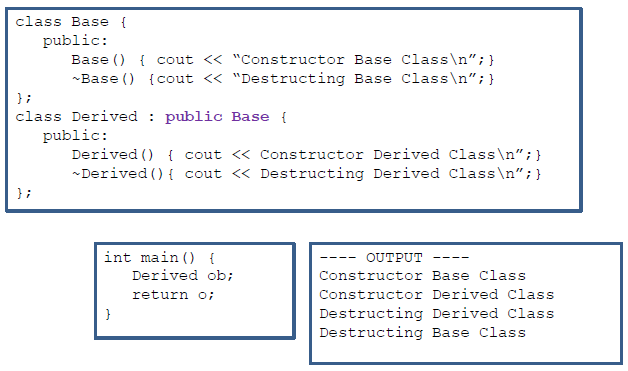 class Base {
public:
Base() { cout << “Constructor Base Class\n”;}
~Base() {cout << “Destructing Base Class\n”;}
};
class Derived : public Base {
public:
Derived() { cout << Constructor Derived Class\n”;}
~Derived(){ cout << Destructing Derived Class\n”;}
};
int main() {
Derived ob;
return o;
}
---- OUTPUT ----
Constructor Base Class
Constructor Derived Class
Destructing Derived Class
Destructing Base Class